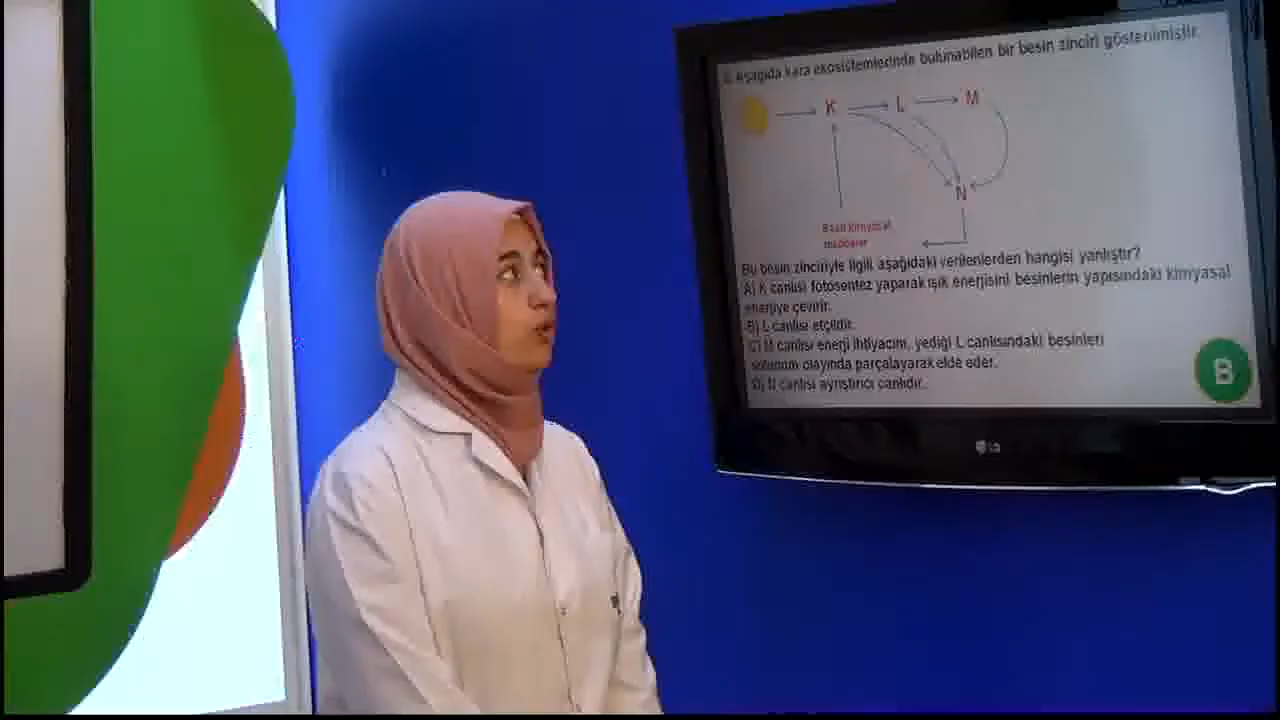 Aşağıda kara ekosistemlerinde bulunabilen bir besin zinciri gösterilmiştir.
K L M
N
Basit kimyasal
maddeler
Bu besin zinciriyle ilgili aşağıdaki verilenlerden hangisi yanlıştır?
A) K canlısı fotosentez yaparak ışık enerjisini besinlerin yapısındaki kimyasal
enerjiye çevirir.
B) L canlısı etçildir.
C) M canlısı enerji ihtiyacını, yediği L canlısındaki besinleri
solunum olayında parçalayarak elde eder.
D) N canlısı ayrıştırıcı canlıdır.
B
LG